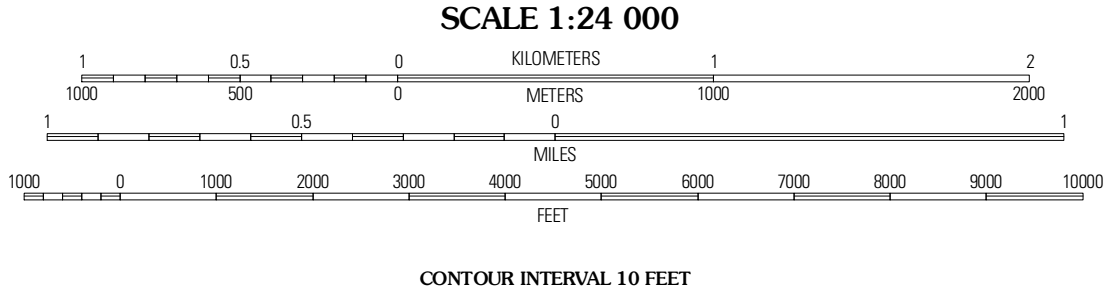 SCALE 1:24 000
1 0.5 0 KILOMETERS 1 2
1000 500 0 METERS 1000 2000
1 0.5 0 1
MILES
1000 0 1000 2000 3000 4000 5000 6000 7000 8000 9000 10000
FEET
CONTOUR INTERVAL 10 FEET